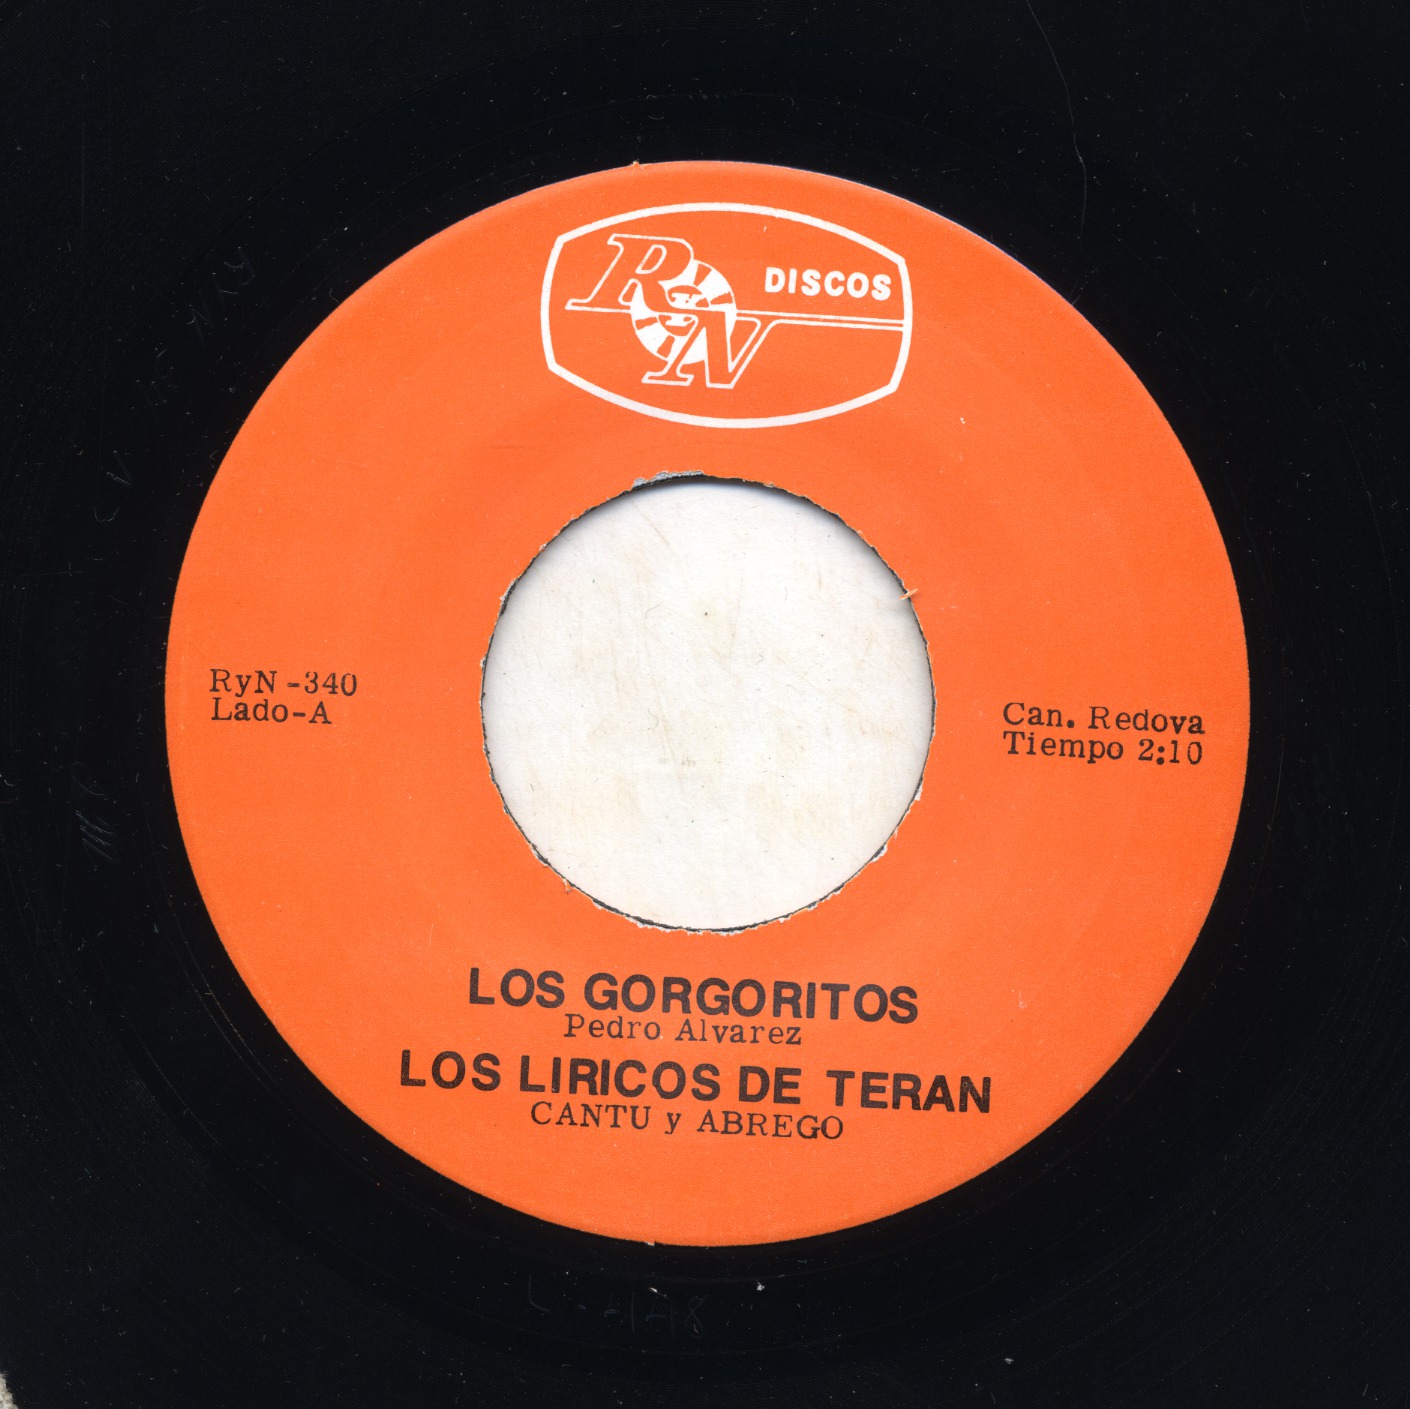 RyN DISCOS
RyN -340
Lado-A
Can. Redova
Tiempo 2:10
LOS GORGORITOS
Pedro Alvarez
LOS LIRICOS DE TERAN
CANTU y ABREGO